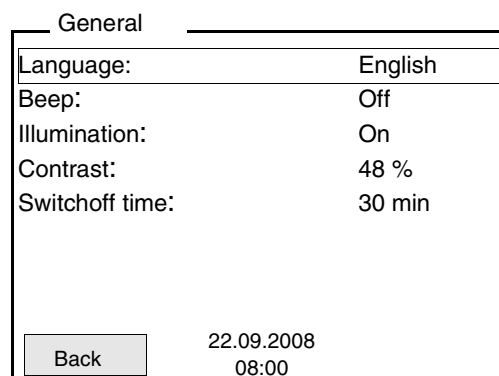 General
Language: English
Beep: Off
Illumination: On
Contrast: 48 %
Switchoff time: 30 min
Back
22.09.2008
08:00